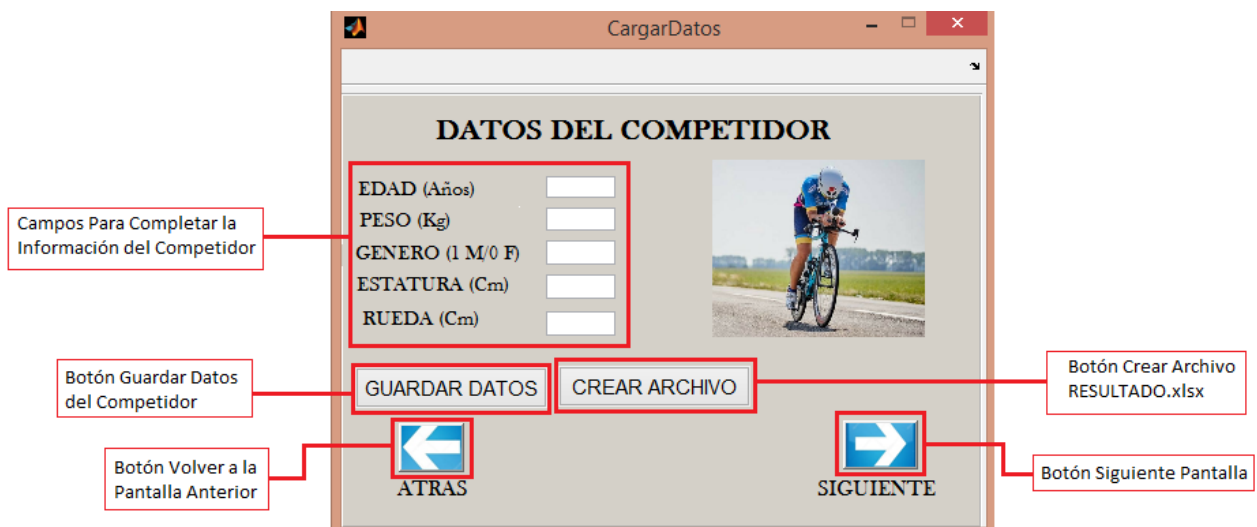 CargarDatos
DATOS DEL COMPETIDOR
EDAD (Años)
PESO (Kg)
GENERO (1 M/0 F)
ESTATURA (Cm)
RUEDA (Cm)
Campos Para Completar la
Información del Competidor
GUARDAR DATOS
CREAR ARCHIVO
Botón Guardar Datos
del Competidor
Botón Crear Archivo
RESULTADO.xlsx
Botón Volver a la
Pantalla Anterior
ATRAS
SIGUIENTE
Botón Siguiente Pantalla